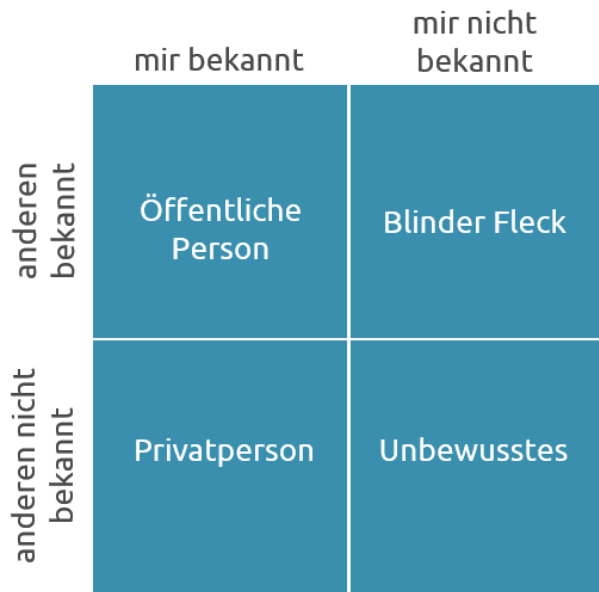 mir bekannt
mir nicht
bekannt
anderen
bekannt
Öffentliche
Person
Blinder Fleck
anderen nicht
bekannt
Privatperson
Unbewusstes